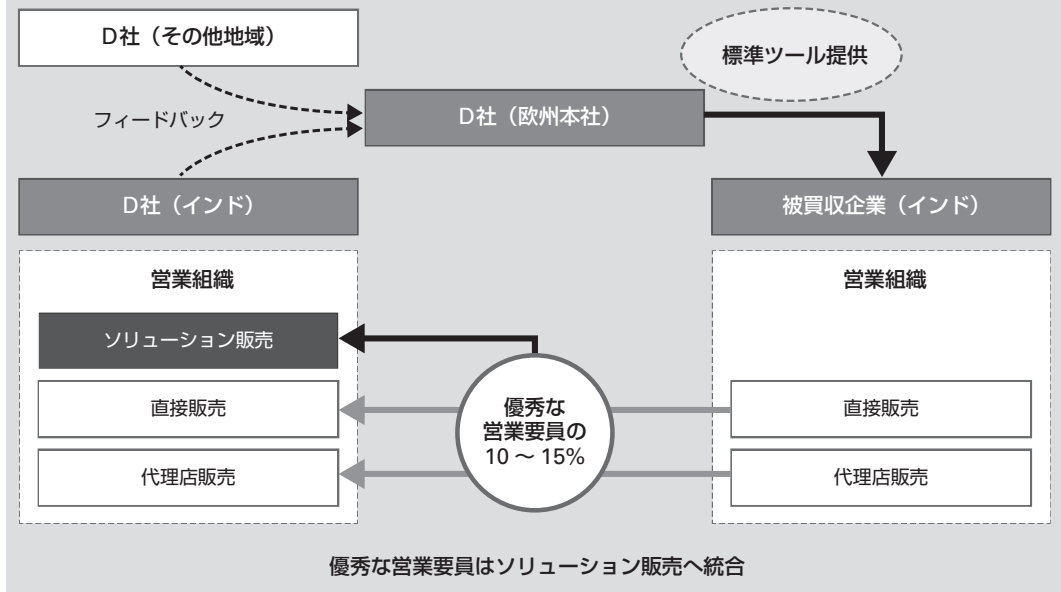 D社（その他地域）
標準ツール提供
フィードバック
D社（欧州本社）
D社（インド）
被買収企業（インド）
営業組織
営業組織
ソリューション販売
直接販売
優秀な
営業要員の
10 〜 15%
直接販売
代理店販売
代理店販売
優秀な営業要員はソリューション販売へ統合